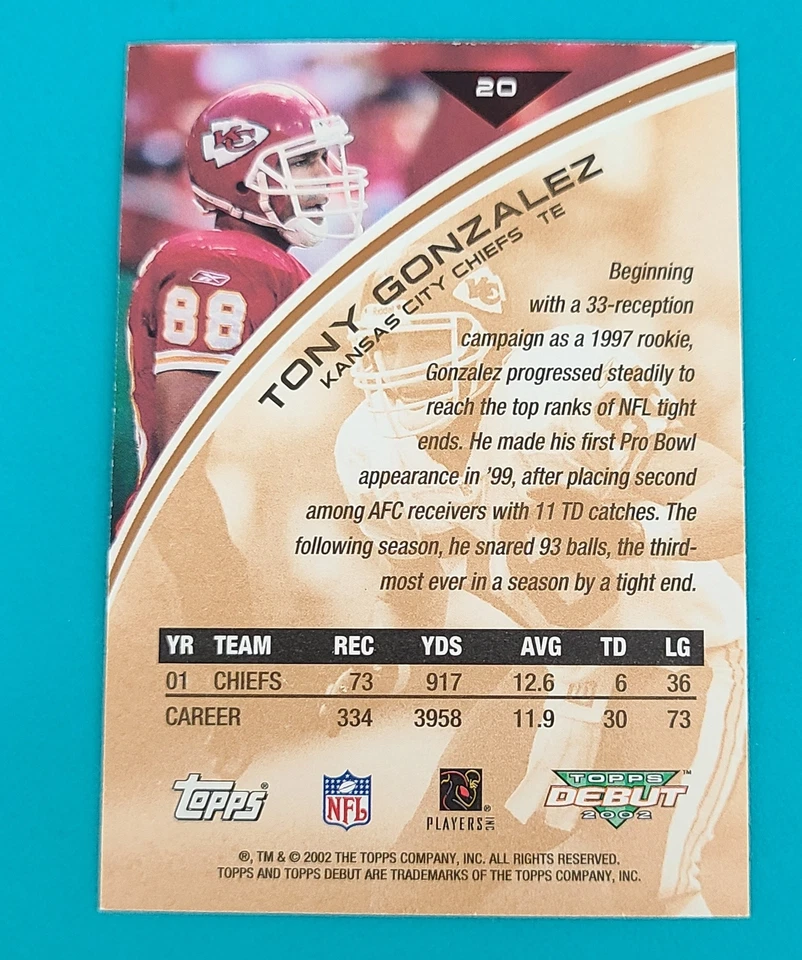 20
KC
88
TONY GONZALEZ
KANSAS CITY CHIEFS TE
Beginning
with a 33-reception
campaign as a 1997 rookie,
Gonzalez progressed steadily to
reach the top ranks of NFL tight
ends. He made his first Pro Bowl
appearance in '99, after placing second
among AFC receivers with 11 TD catches. The
following season, he snared 93 balls, the third-
most ever in a season by a tight end.
YR TEAM REC YDS AVG TD LG
01 CHIEFS 73 917 12.6 6 36
CAREER 334 3958 11.9 30 73
topps®
NFL
PLAYERS INC ®
TOPPS™
DEBUT
2002
®, TM & © 2002 THE TOPPS COMPANY, INC. ALL RIGHTS RESERVED.
TOPPS AND TOPPS DEBUT ARE TRADEMARKS OF THE TOPPS COMPANY, INC.